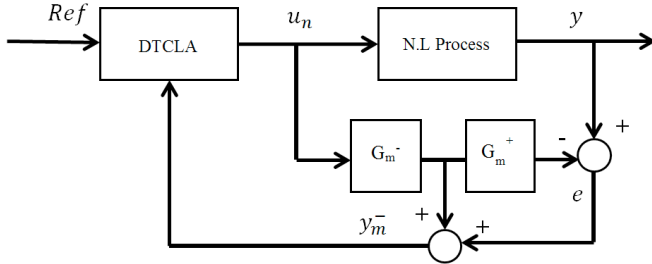 Ref
u_n
y
DTCLA
N.L Process
+
G_m^-
G_m^+
-
e
+
+
y_m^-